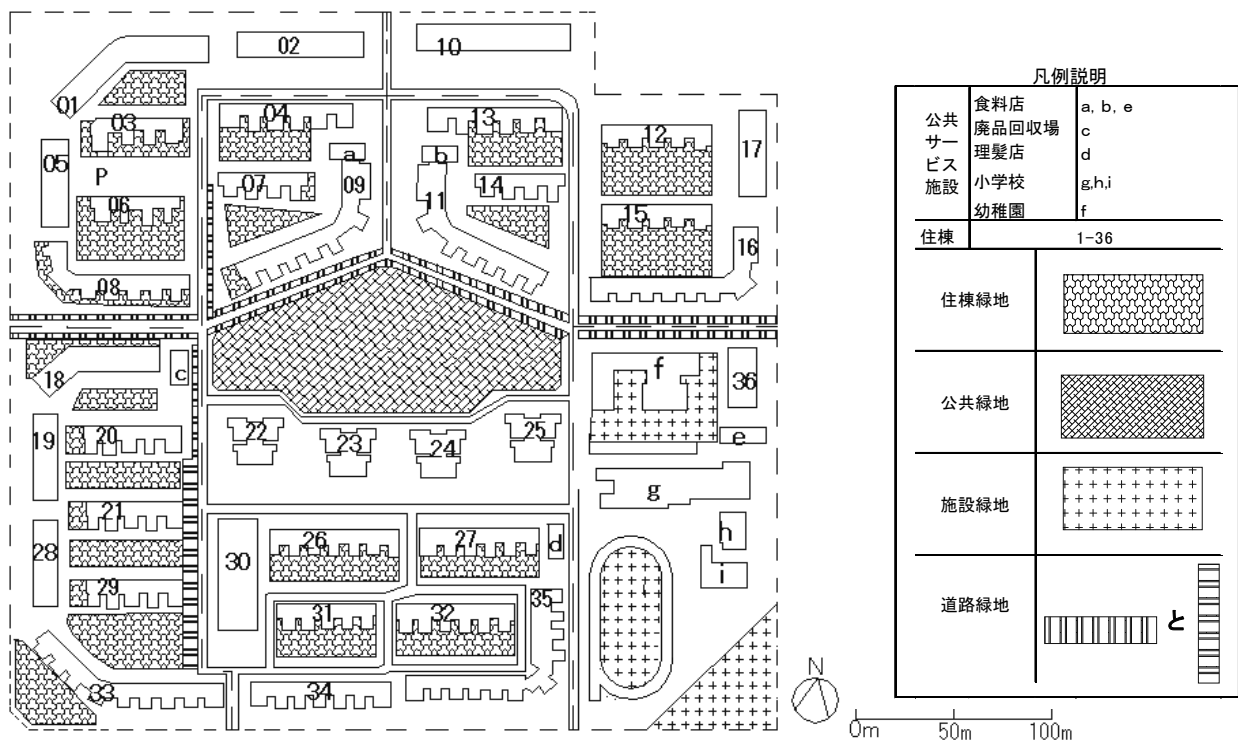 02
10
01
04
13
03
12
17
05
a
b
P
07
09
14
06
11
15
16
08
18
c
f
36
19
20
22
23
24
25
e
21
g
28
26
27
d
h
30
29
i
31
32
35
33
34
N
0m 50m 100m
凡例説明
公共サービス施設
食料店 a, b, e
廃品回収場 c
理髪店 d
小学校 g,h,i
幼稚園 f
住棟 1-36
住棟緑地
公共緑地
施設緑地
道路緑地 と